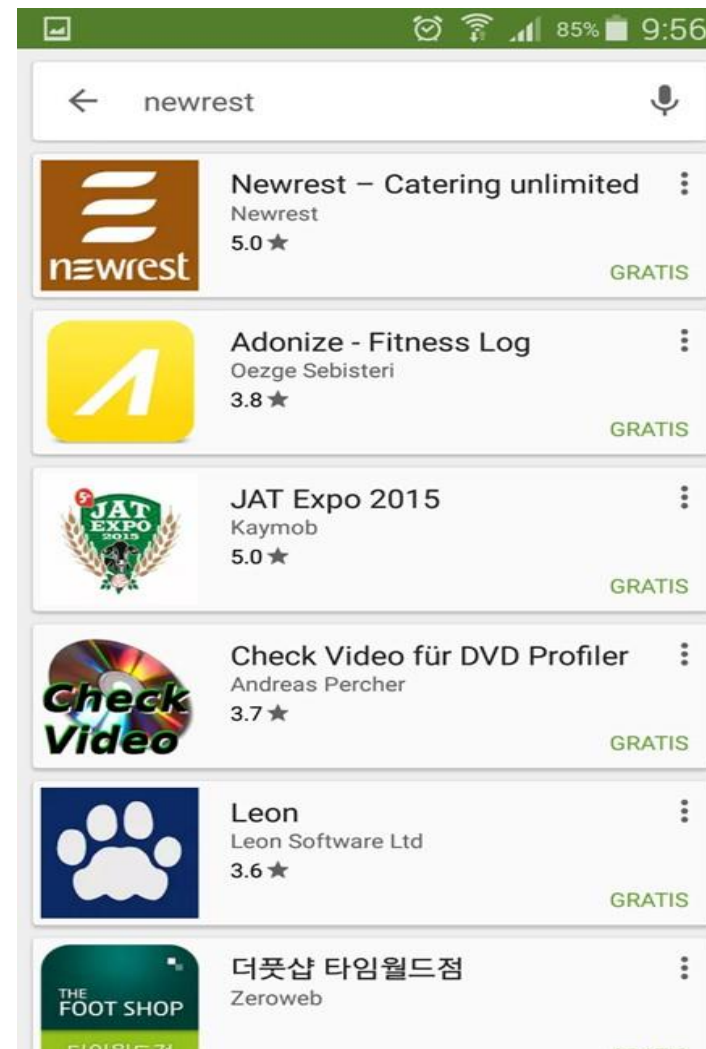 85% 9:56
newrest
Newrest – Catering unlimited
Newrest
5.0★
GRATIS
newrest
Adonize - Fitness Log
Oezge Sebisteri
3.8★
GRATIS
JAT Expo 2015
Kaymob
5.0★
GRATIS
5ª
JAT
EXPO
2015
Check Video für DVD Profiler
Andreas Percher
3.7★
GRATIS
Check
Video
Leon
Leon Software Ltd
3.6★
GRATIS
더풋샵 타임월드점
Zeroweb
THE
FOOT SHOP